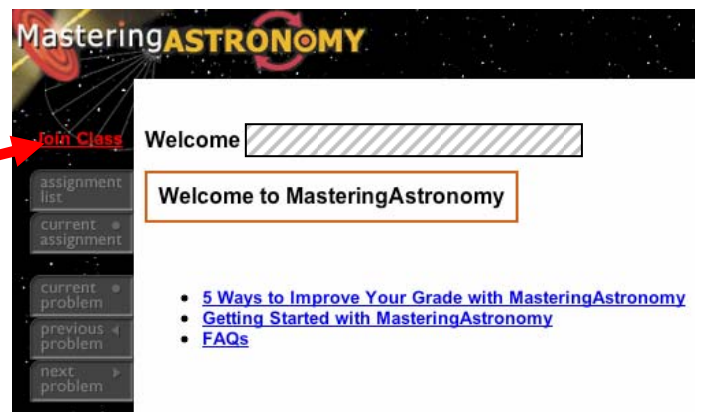 MasteringASTRONOMY
Join Class
Welcome
Welcome to MasteringAstronomy
assignment
list
current
assignment
current
problem
previous
problem
next
problem
5 Ways to Improve Your Grade with MasteringAstronomy
Getting Started with MasteringAstronomy
FAQs